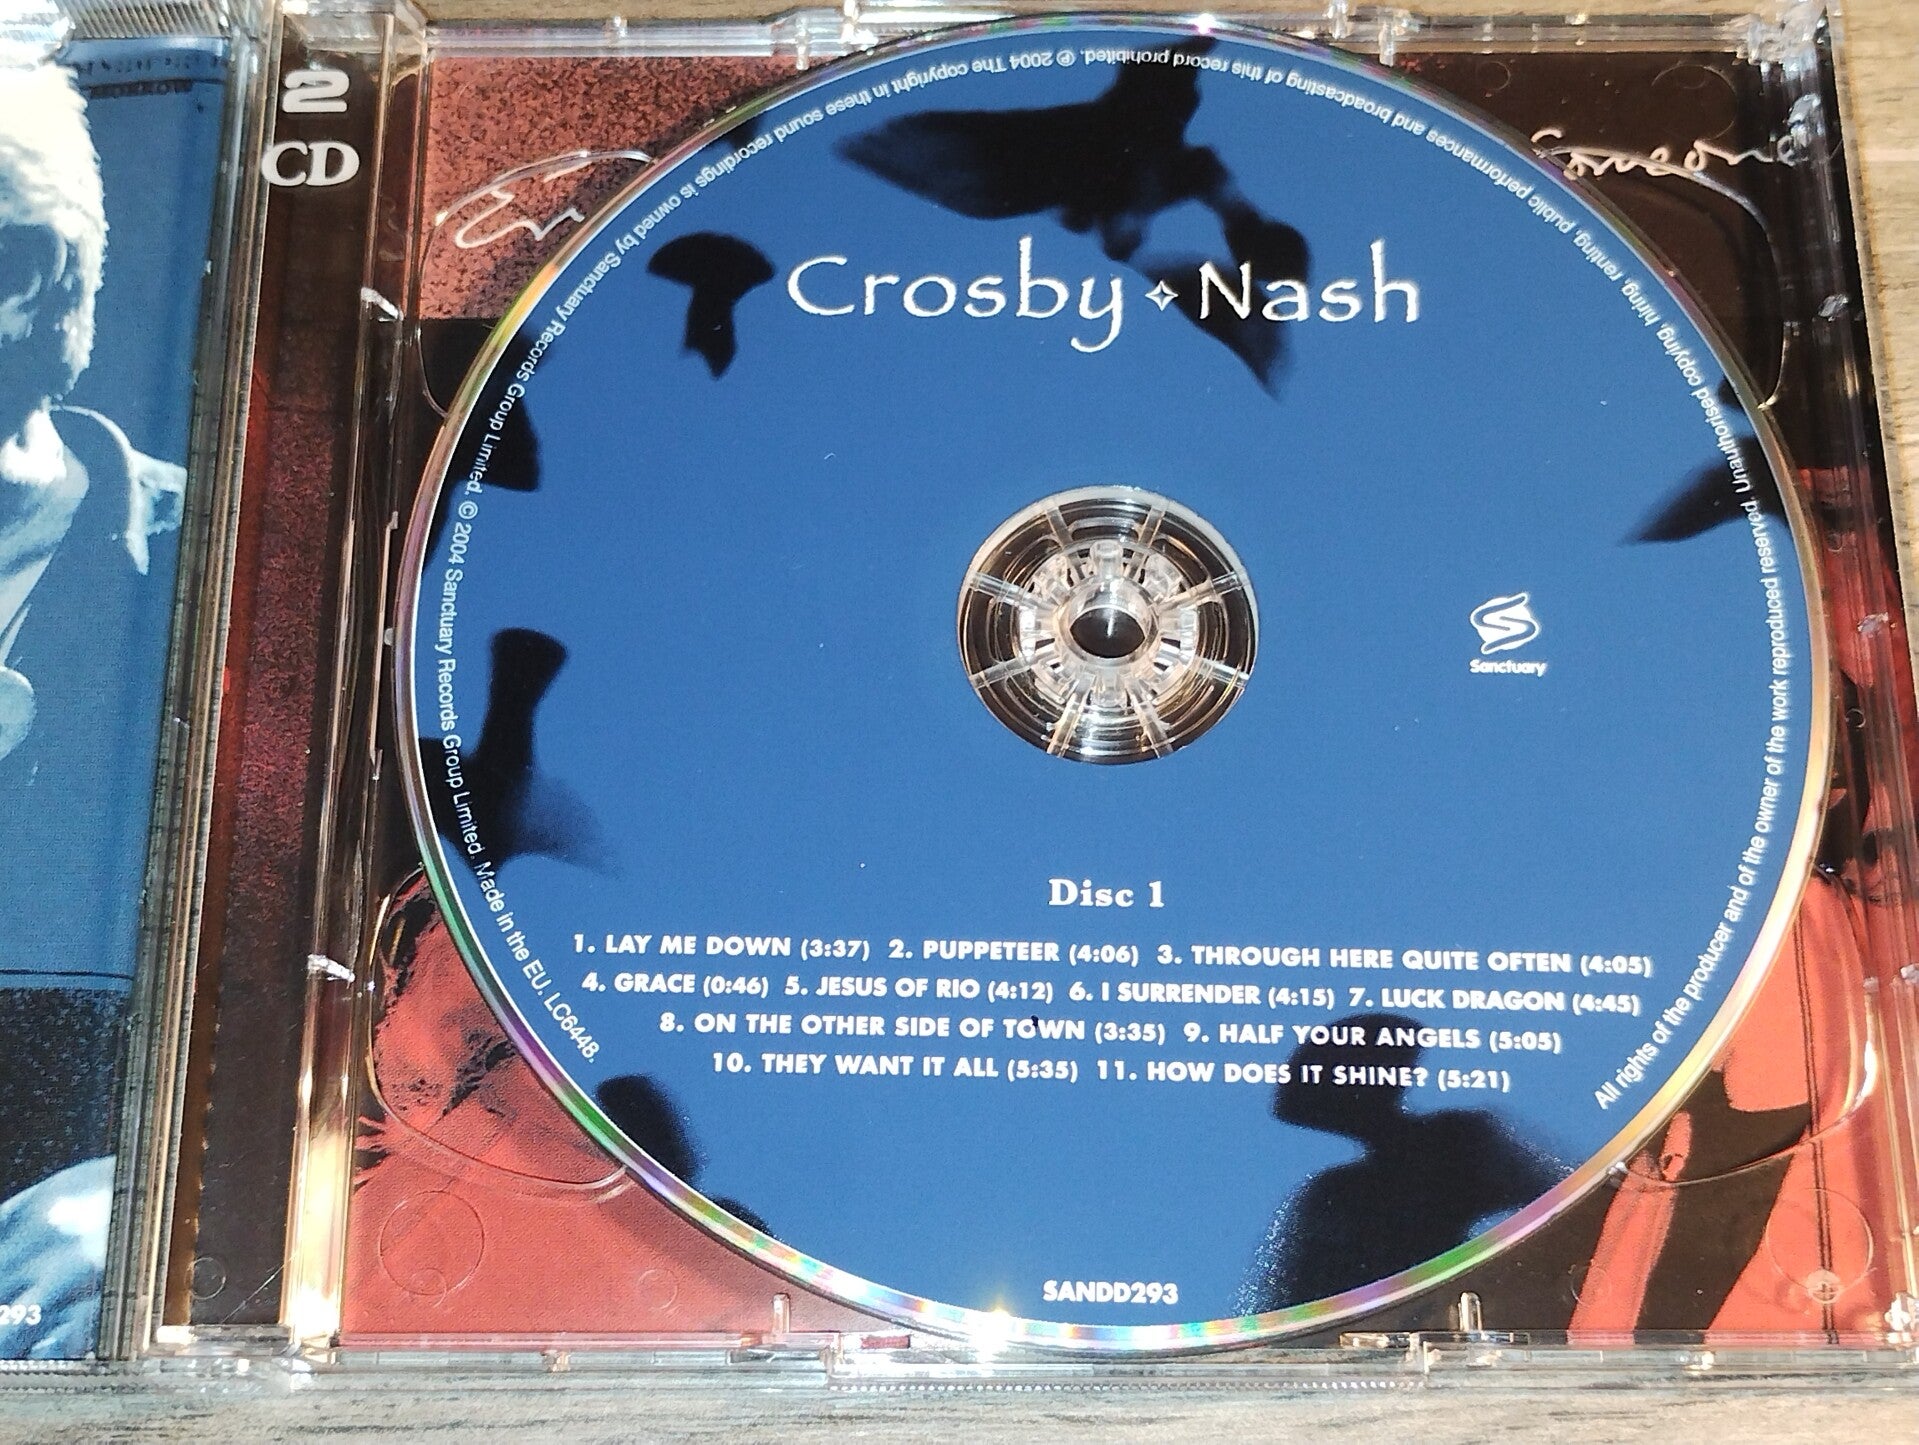 2
CD
Someone
Crosby ✧ Nash
Sanctuary
Disc 1
1. LAY ME DOWN (3:37) 2. PUPPETEER (4:06) 3. THROUGH HERE QUITE OFTEN (4:05)
4. GRACE (0:46) 5. JESUS OF RIO (4:12) 6. I SURRENDER (4:15) 7. LUCK DRAGON (4:45)
8. ON THE OTHER SIDE OF TOWN (3:35) 9. HALF YOUR ANGELS (5:05)
10. THEY WANT IT ALL (5:35) 11. HOW DOES IT SHINE? (5:21)
SANDD293
293
All rights of the producer and of the owner of the work reproduced reserved. Unauthorised copying, hiring, renting, public performances and broadcasting of this record prohibited. ℗ 2004 The copyright in these sound recordings is owned by Sanctuary Records Group Limited. © 2004 Sanctuary Records Group Limited. Made in the EU. LC6448.